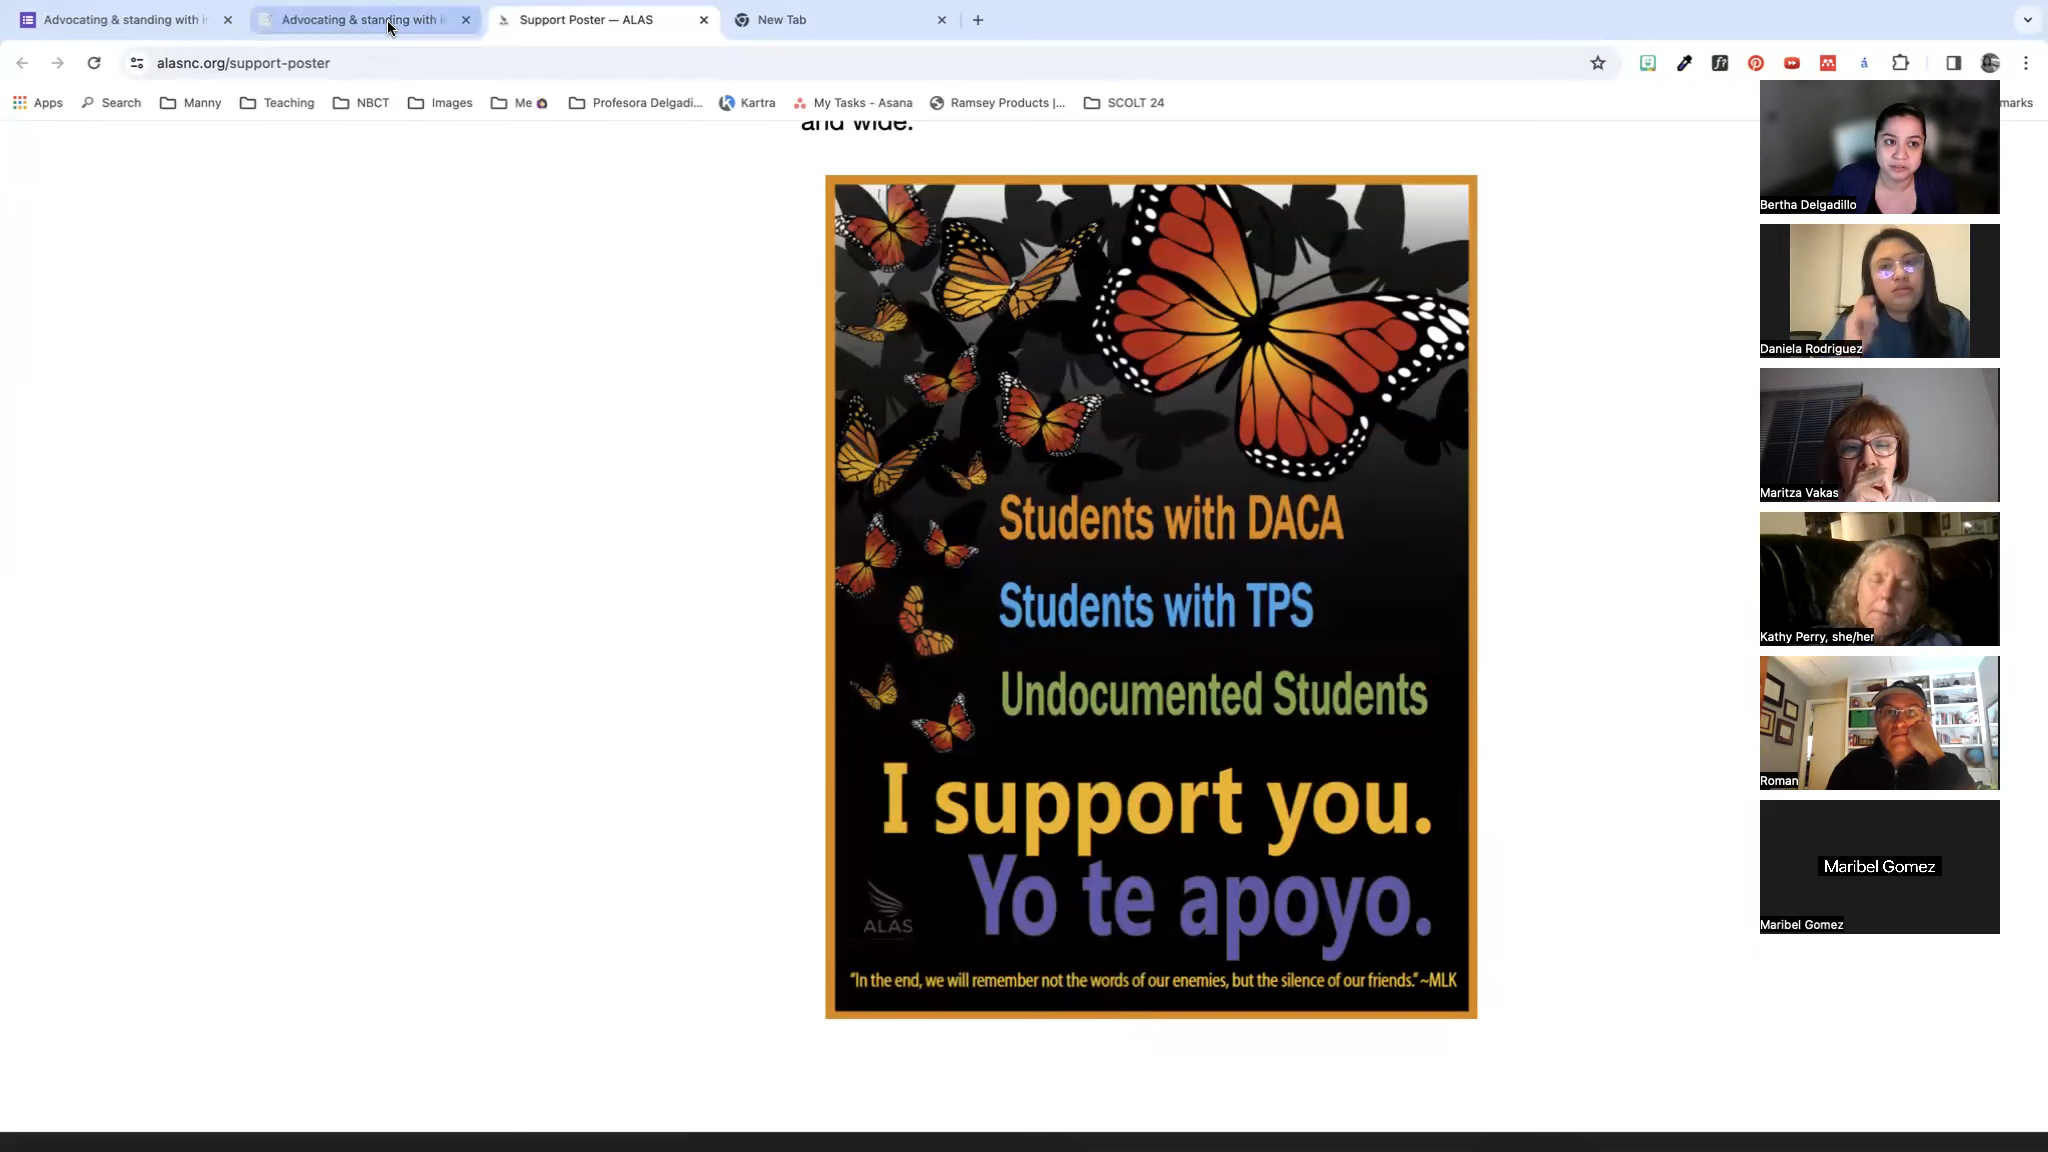 Advocating & standing with i
Advocating & standing with i
Support Poster — ALAS
New Tab
alasnc.org/support-poster
Apps
Search
Manny
Teaching
NBCT
Images
Me
Profesora Delgadi...
Kartra
My Tasks - Asana
Ramsey Products |...
SCOLT 24
marks
and wide.
Students with DACA
Students with TPS
Undocumented Students
I support you.
Yo te apoyo.
ALAS
"In the end, we will remember not the words of our enemies, but the silence of our friends." ~MLK
Bertha Delgadillo
Daniela Rodriguez
Maritza Vakas
Kathy Perry, she/her
Roman
Maribel Gomez
Maribel Gomez